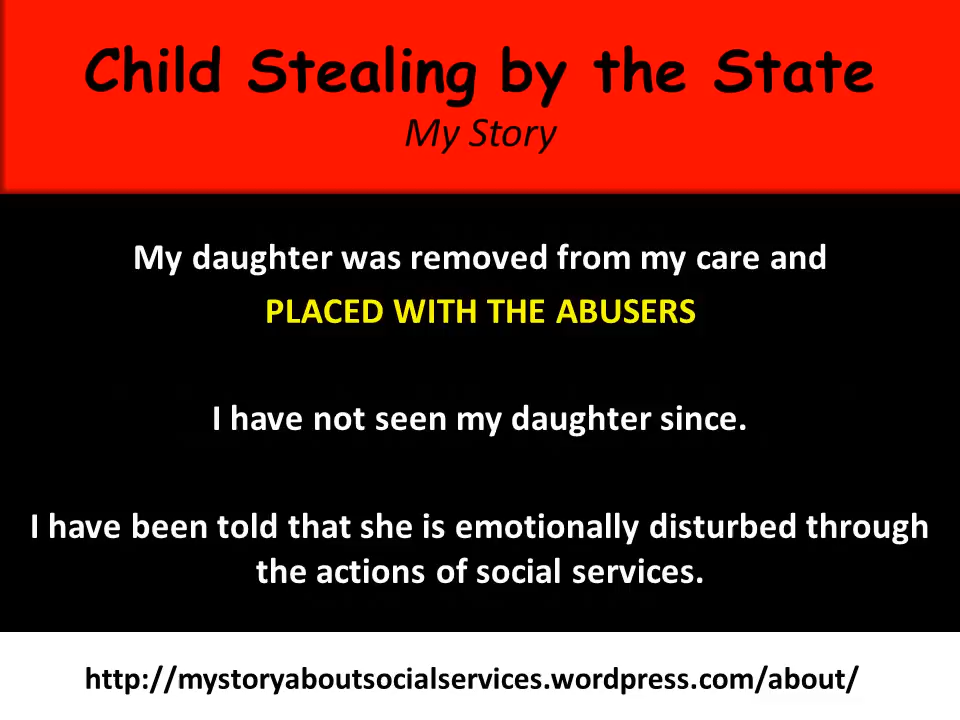 Child Stealing by the State
My Story
My daughter was removed from my care and
PLACED WITH THE ABUSERS
I have not seen my daughter since.
I have been told that she is emotionally disturbed through
the actions of social services.
http://mystoryaboutsocialservices.wordpress.com/about/